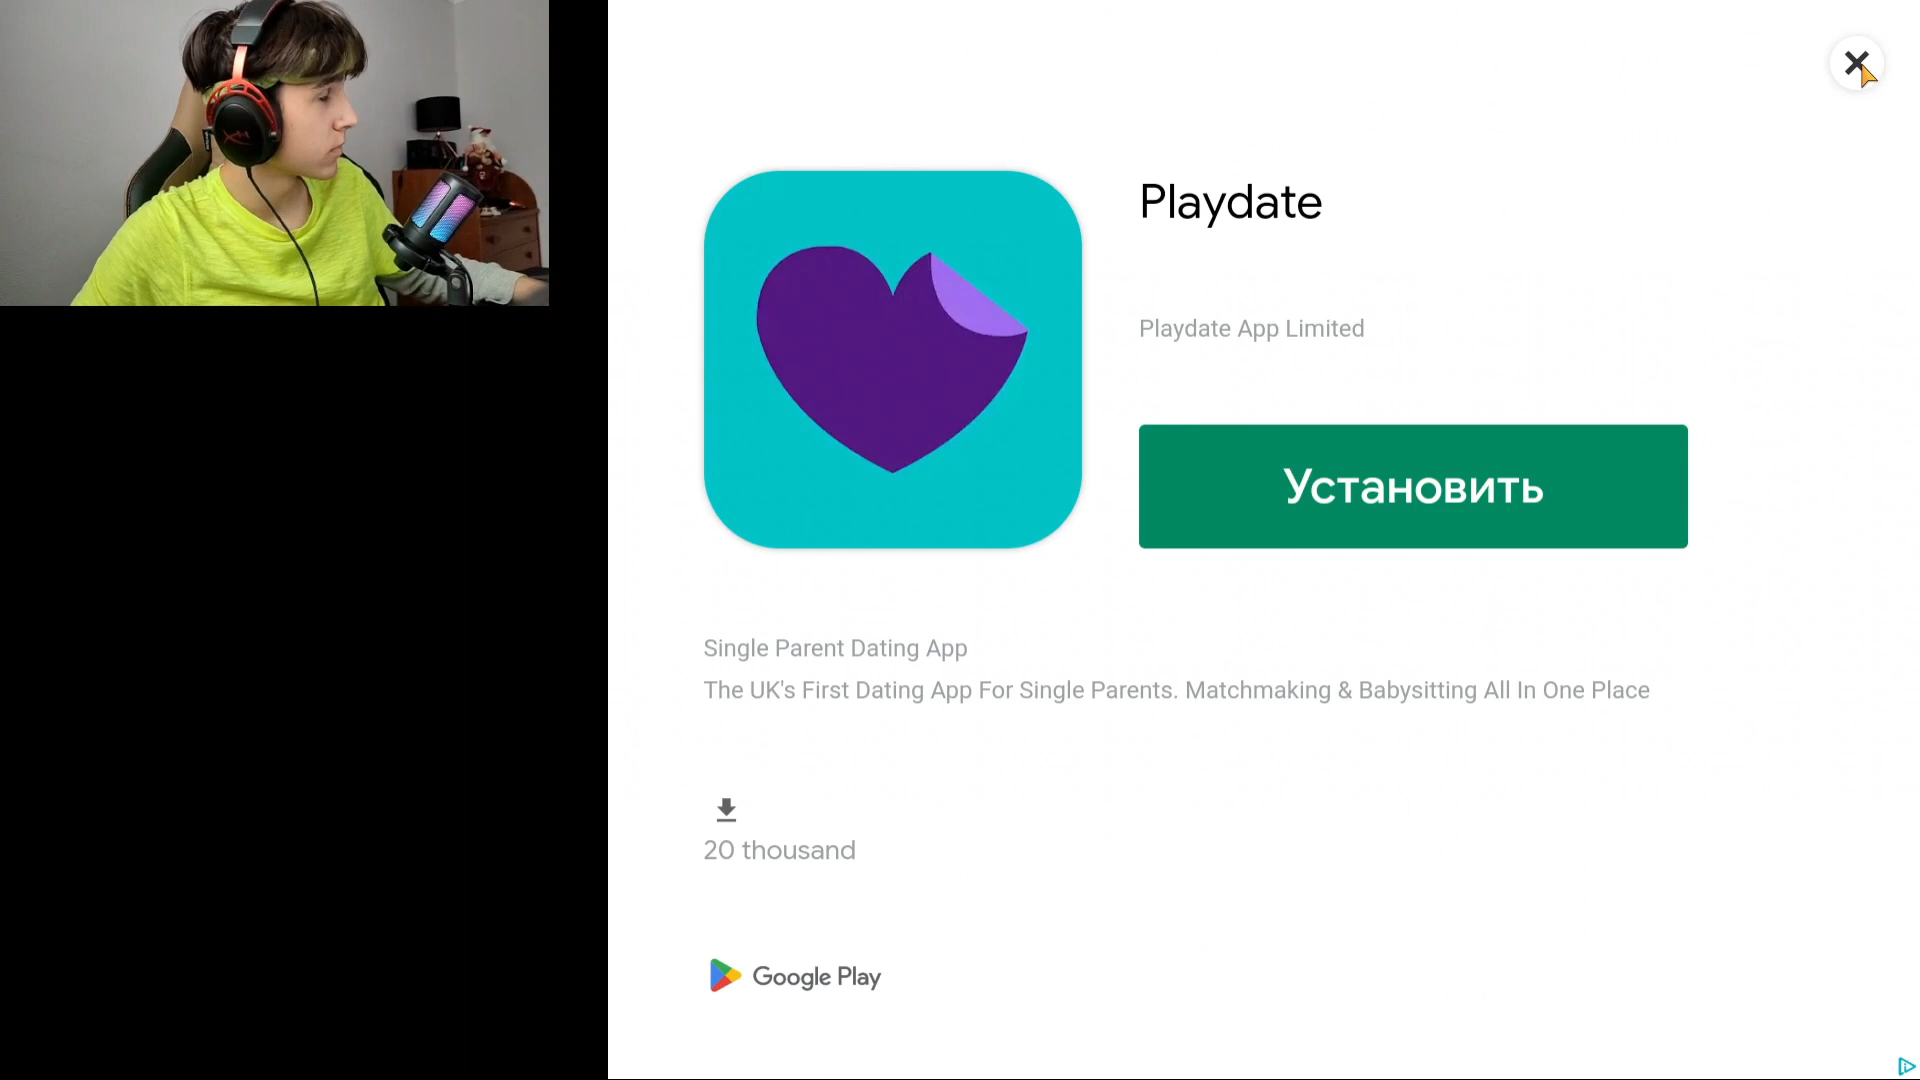 Playdate
Playdate App Limited
Установить
Single Parent Dating App
The UK's First Dating App For Single Parents. Matchmaking & Babysitting All In One Place
20 thousand
Google Play